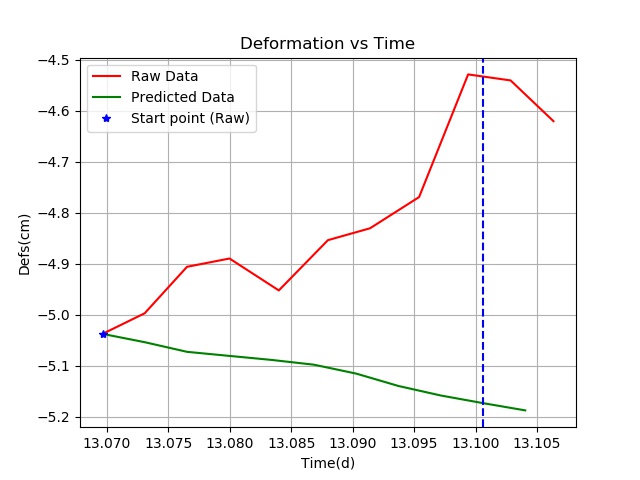 Deformation vs Time
Raw Data
Predicted Data
Start point (Raw)
Defs(cm)
−4.5
−4.6
−4.7
−4.8
−4.9
−5.0
−5.1
−5.2
13.070 13.075 13.080 13.085 13.090 13.095 13.100 13.105
Time(d)